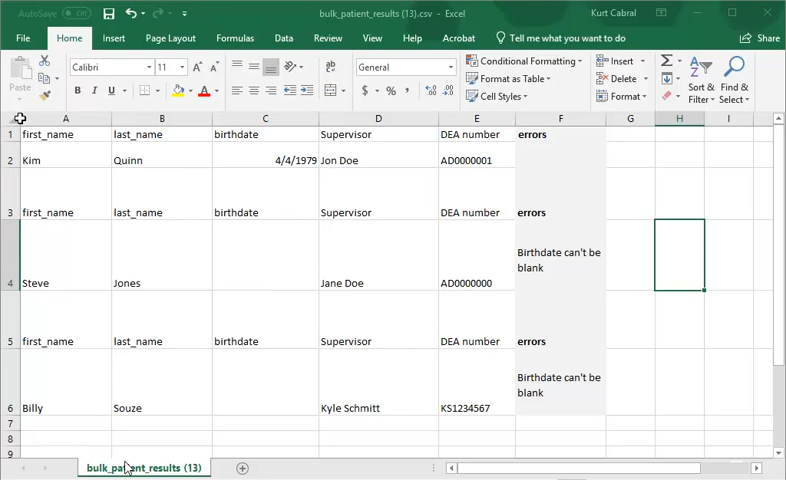 AutoSave Off bulk_patient_results (13).csv - Excel Kurt Cabral
File Home Insert Page Layout Formulas Data Review View Help Acrobat Tell me what you want to do Share
Paste Calibri 11 A A ab General Conditional Formatting Insert Σ
B I U A $ % , Format as Table Delete Sort & Find &
Cell Styles Format Filter Select
A B C D E F G H I
1 first_name last_name birthdate Supervisor DEA number errors
2 Kim Quinn 4/4/1979 Jon Doe AD0000001
3 first_name last_name birthdate Supervisor DEA number errors
Birthdate can't be
blank
4 Steve Jones Jane Doe AD0000000
5 first_name last_name birthdate Supervisor DEA number errors
Birthdate can't be
blank
6 Billy Souze Kyle Schmitt KS1234567
7
8
9
bulk_patient_results (13)